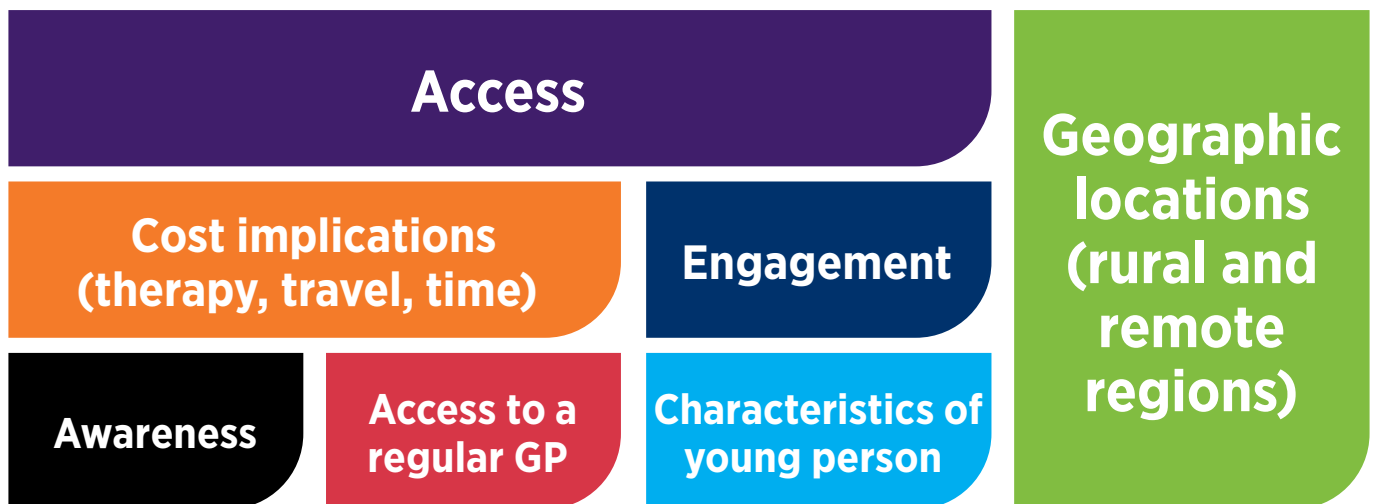 Access
Cost implications
(therapy, travel, time)
Engagement
Awareness
Access to a
regular GP
Characteristics of
young person
Geographic
locations
(rural and
remote
regions)